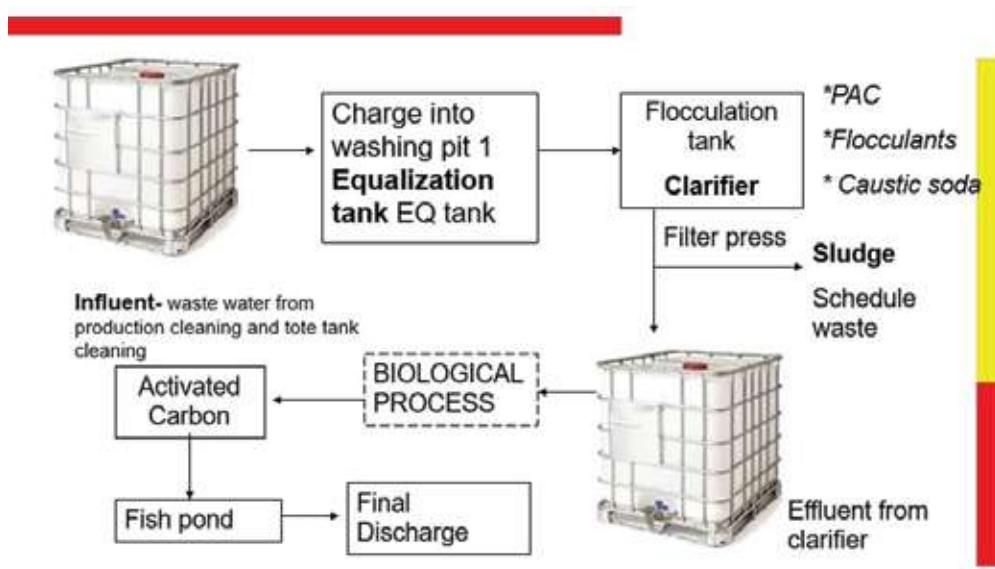 Charge into
washing pit 1
Equalization
tank EQ tank
Flocculation
tank
Clarifier
*PAC
*Flocculants
* Caustic soda
Filter press
Sludge
Schedule
waste
Influent- waste water from
production cleaning and tote tank
cleaning
Activated
Carbon
BIOLOGICAL
PROCESS
Effluent from
clarifier
Fish pond
Final
Discharge